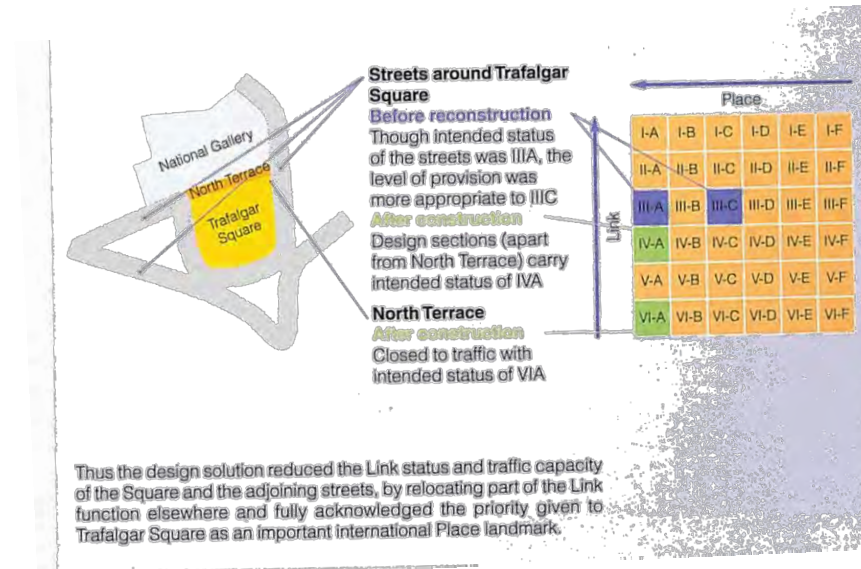 National Gallery
North Terrace
Trafalgar
Square
Streets around Trafalgar
Square
Before reconstruction
Though intended status
of the streets was IIIA, the
level of provision was
more appropriate to IIIC
After construction
Design sections (apart
from North Terrace) carry
intended status of IVA
North Terrace
After construction
Closed to traffic with
intended status of VIA
Place
Link
I-A I-B I-C I-D I-E I-F
II-A II-B II-C II-D II-E II-F
III-A III-B III-C III-D III-E III-F
IV-A IV-B IV-C IV-D IV-E IV-F
V-A V-B V-C V-D V-E V-F
VI-A VI-B VI-C VI-D VI-E VI-F
Thus the design solution reduced the Link status and traffic capacity
of the Square and the adjoining streets, by relocating part of the Link
function elsewhere and fully acknowledged the priority given to
Trafalgar Square as an important international Place landmark.